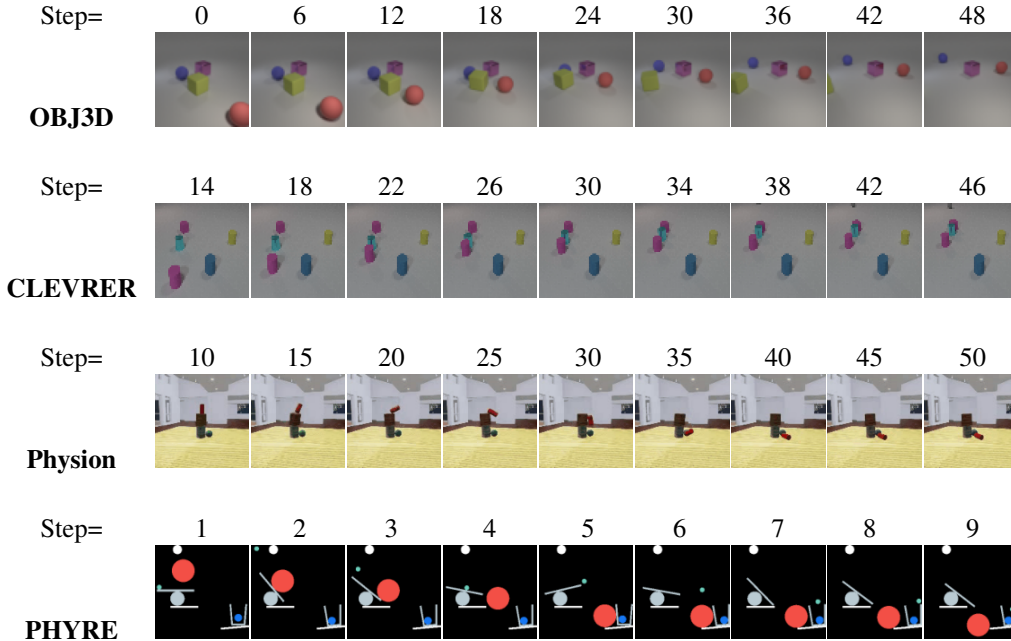 Step= 0 6 12 18 24 30 36 42 48
OBJ3D
Step= 14 18 22 26 30 34 38 42 46
CLEVRER
Step= 10 15 20 25 30 35 40 45 50
Physion
Step= 1 2 3 4 5 6 7 8 9
PHYRE